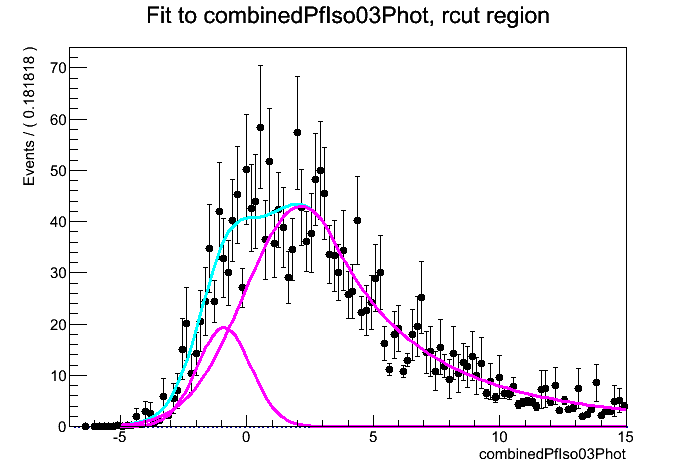 Fit to combinedPfIso03Phot, rcut region
Events / ( 0.181818 )
70
60
50
40
30
20
10
0
-5 0 5 10 15
combinedPfIso03Phot